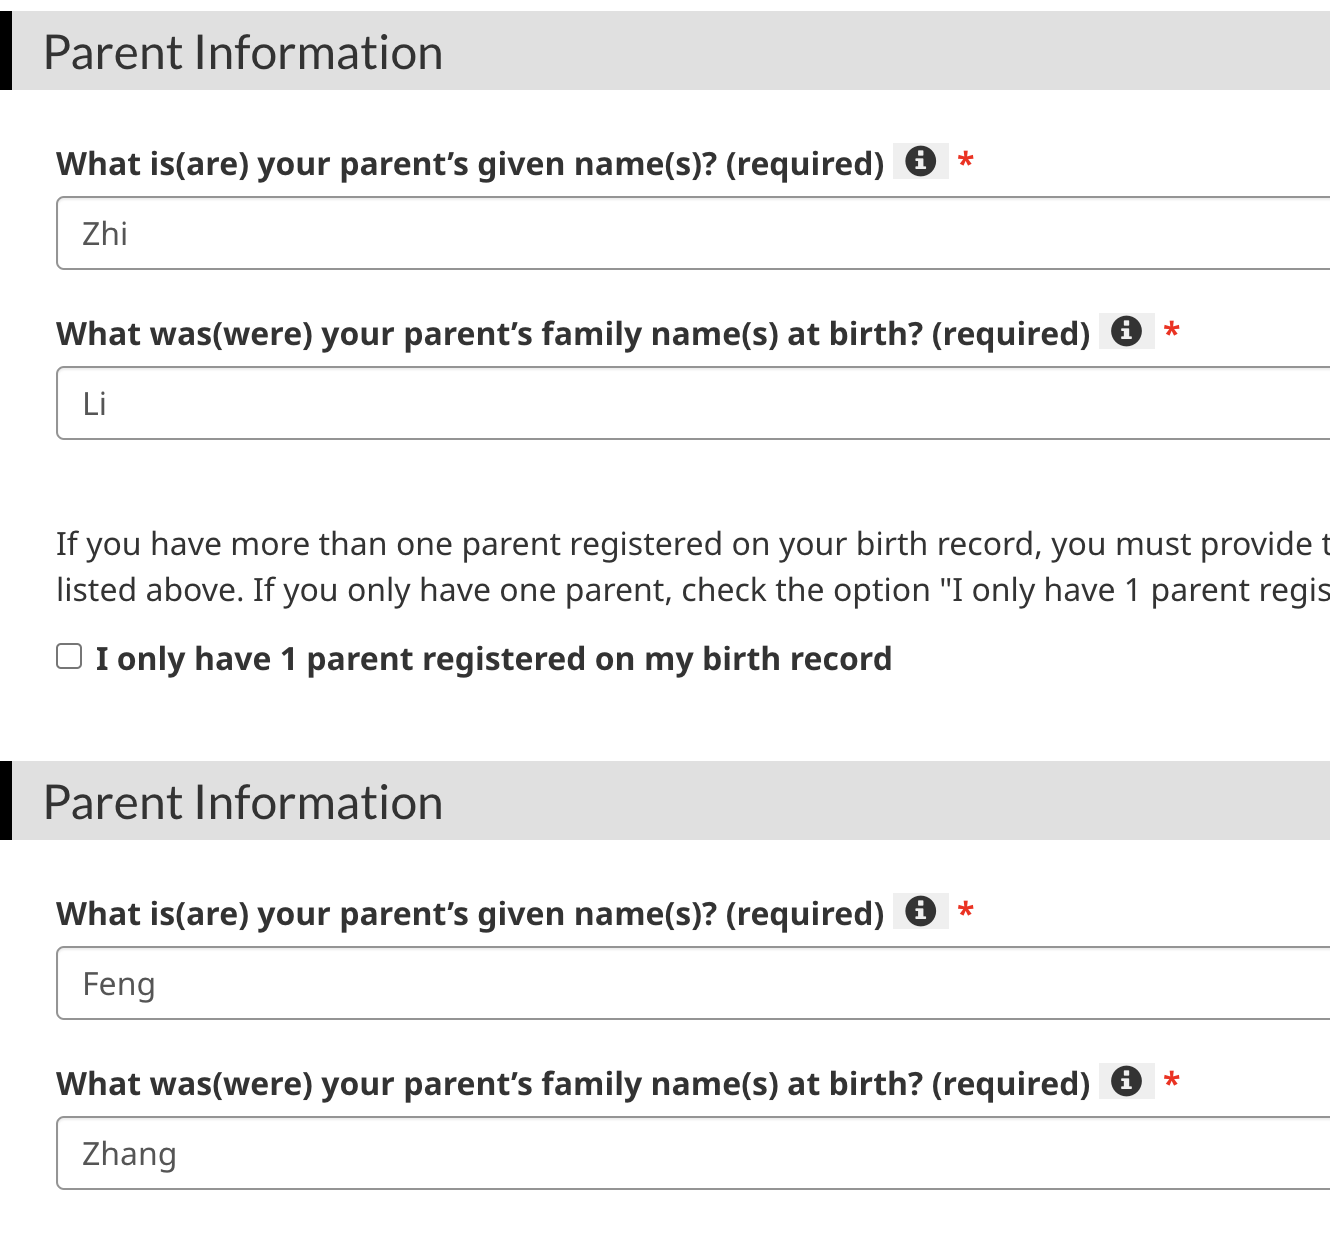 Parent Information
What is(are) your parent’s given name(s)? (required) *
Zhi
What was(were) your parent’s family name(s) at birth? (required) *
Li
If you have more than one parent registered on your birth record, you must provide
listed above. If you only have one parent, check the option "I only have 1 parent
I only have 1 parent registered on my birth record
Parent Information
What is(are) your parent’s given name(s)? (required) *
Feng
What was(were) your parent’s family name(s) at birth? (required) *
Zhang